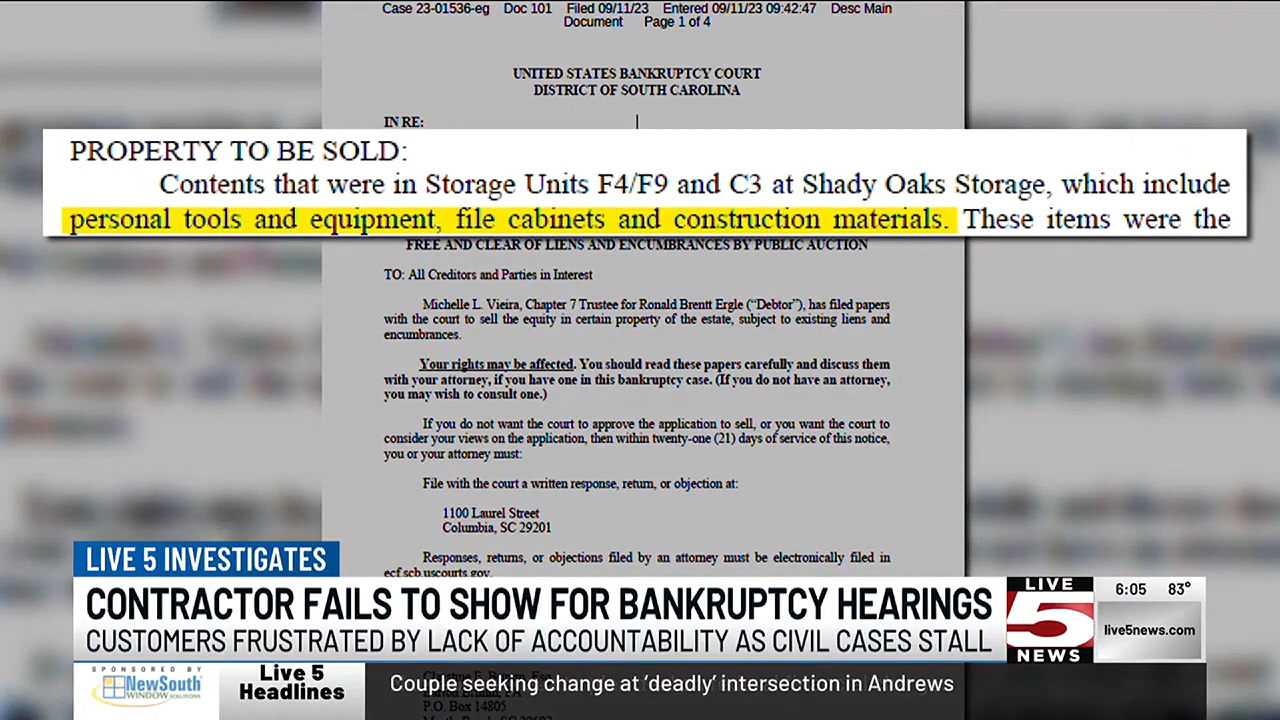 Case 23-01536-eg Doc 101 Filed 09/11/23 Entered 09/11/23 09:42:47 Desc Main
Document Page 1 of 4
UNITED STATES BANKRUPTCY COURT
DISTRICT OF SOUTH CAROLINA
IN RE:
PROPERTY TO BE SOLD:
Contents that were in Storage Units F4/F9 and C3 at Shady Oaks Storage, which include
personal tools and equipment, file cabinets and construction materials. These items were the
FREE AND CLEAR OF LIENS AND ENCUMBRANCES BY PUBLIC AUCTION
TO: All Creditors and Parties in Interest
Michelle L. Vieira, Chapter 7 Trustee for Ronald Brentt Ergle (“Debtor”), has filed papers
with the court to sell the equity in certain property of the estate, subject to existing liens and
encumbrances.
Your rights may be affected. You should read these papers carefully and discuss them
with your attorney, if you have one in this bankruptcy case. (If you do not have an attorney,
you may wish to consult one.)
If you do not want the court to approve the application to sell, or you want the court to
consider your views on the application, then within twenty-one (21) days of service of this notice,
you or your attorney must:
File with the court a written response, return, or objection at:
1100 Laurel Street
Columbia, SC 29201
Responses, returns, or objections filed by an attorney must be electronically filed in
ecf.scb.uscourts.gov.
LIVE 5 INVESTIGATES
CONTRACTOR FAILS TO SHOW FOR BANKRUPTCY HEARINGS
CUSTOMERS FRUSTRATED BY LACK OF ACCOUNTABILITY AS CIVIL CASES STALL
LIVE
5
NEWS
6:05 83°
live5news.com
SPONSORED BY
NewSouth
WINDOW SOLUTIONS
Live 5
Headlines
Couple seeking change at ‘deadly’ intersection in Andrews
P.O. Box 14805